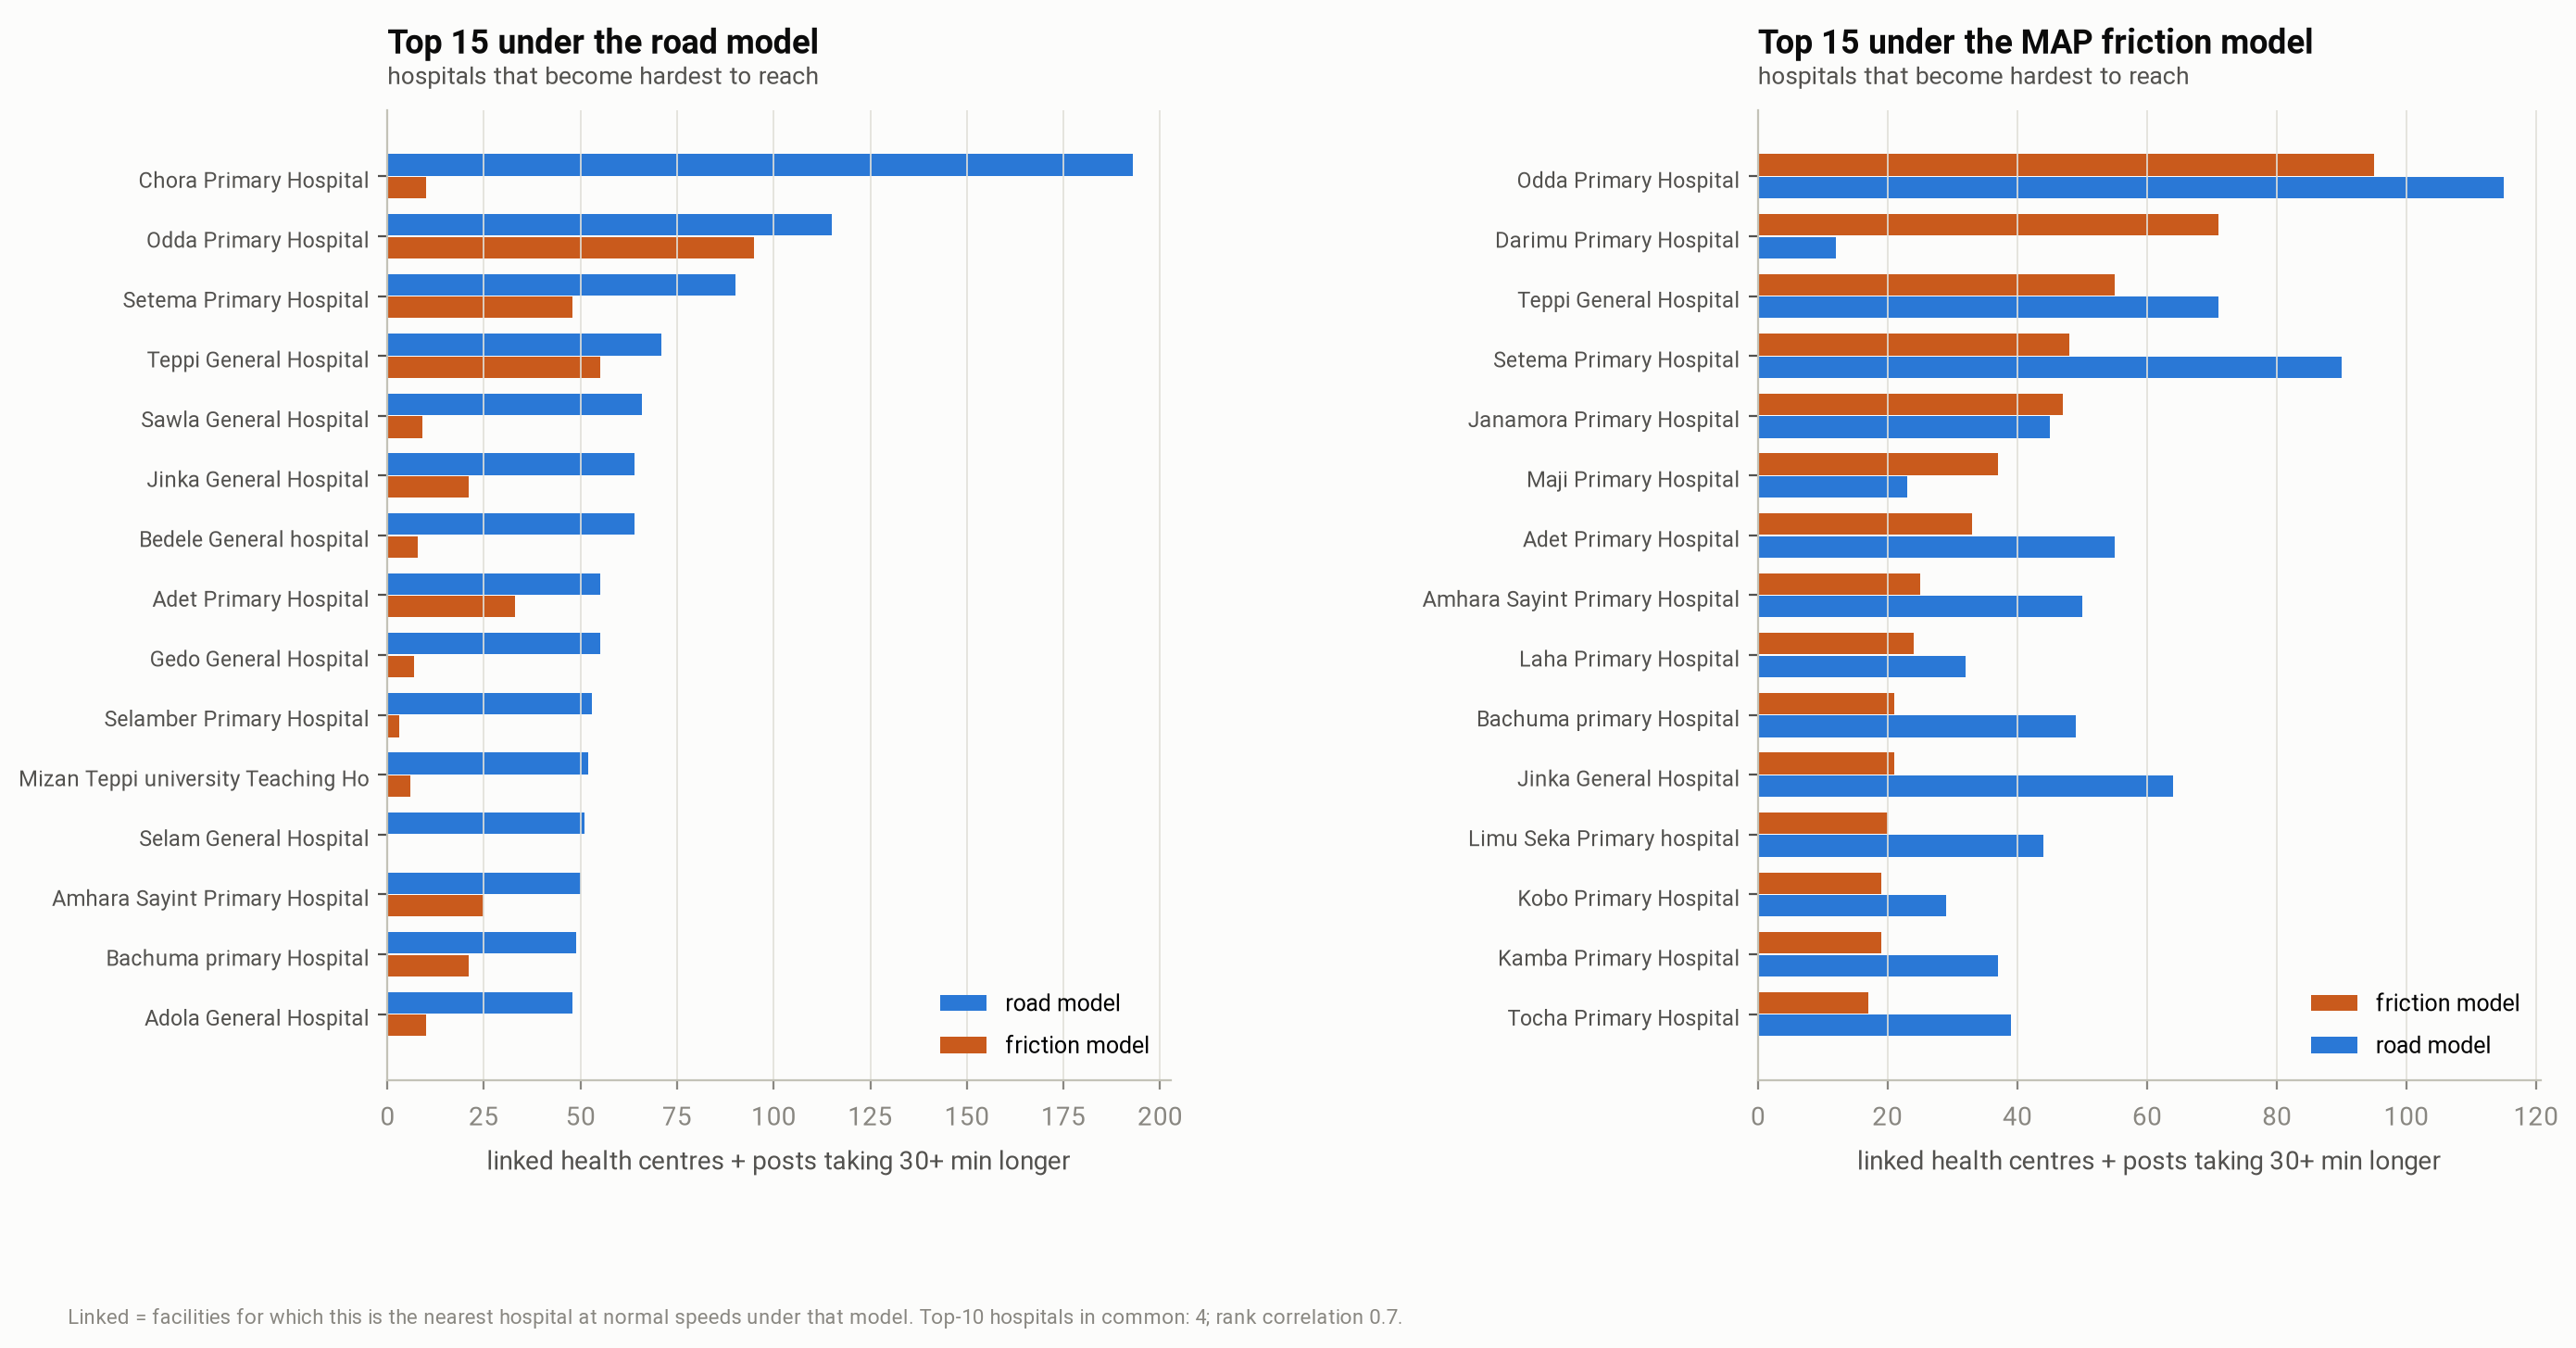 Top 15 under the road model
hospitals that become hardest to reach
Chora Primary Hospital
Odda Primary Hospital
Setema Primary Hospital
Teppi General Hospital
Sawla General Hospital
Jinka General Hospital
Bedele General hospital
Adet Primary Hospital
Gedo General Hospital
Selamber Primary Hospital
Mizan Teppi university Teaching Ho
Selam General Hospital
Amhara Sayint Primary Hospital
Bachuma primary Hospital
Adola General Hospital
road model
friction model
0 25 50 75 100 125 150 175 200
linked health centres + posts taking 30+ min longer
Top 15 under the MAP friction model
hospitals that become hardest to reach
Odda Primary Hospital
Darimu Primary Hospital
Teppi General Hospital
Setema Primary Hospital
Janamora Primary Hospital
Maji Primary Hospital
Adet Primary Hospital
Amhara Sayint Primary Hospital
Laha Primary Hospital
Bachuma primary Hospital
Jinka General Hospital
Limu Seka Primary hospital
Kobo Primary Hospital
Kamba Primary Hospital
Tocha Primary Hospital
friction model
road model
0 20 40 60 80 100 120
linked health centres + posts taking 30+ min longer
Linked = facilities for which this is the nearest hospital at normal speeds under that model. Top-10 hospitals in common: 4; rank correlation 0.7.